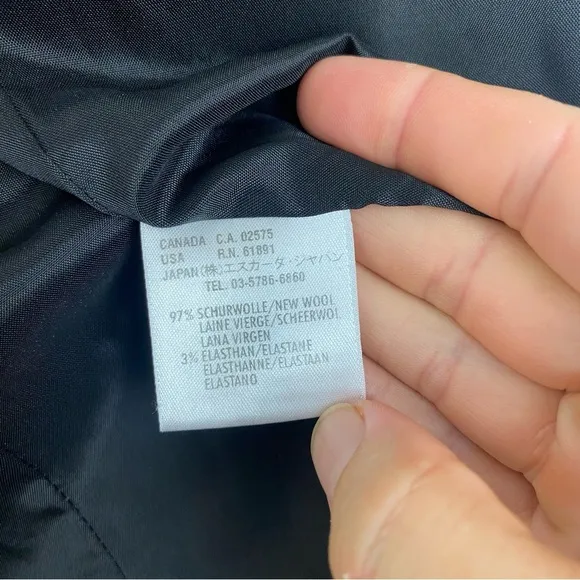 CANADA C.A. 02575
USA R.N. 61891
JAPAN(株)エスカーダ・ジャパン
TEL. 03-5786-6860
97% SCHURWOLLE/NEW WOOL
LAINE VIERGE/SCHEERWOL
LANA VIRGEN
3% ELASTHAN/ELASTANE
ELASTHANNE/ELASTAAN
ELASTANO